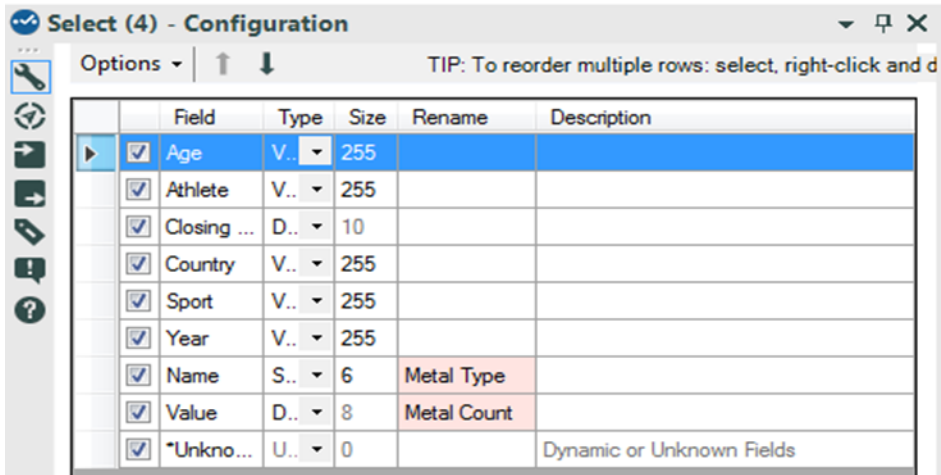 Select (4) - Configuration
Options TIP: To reorder multiple rows: select, right-click and d
Field Type Size Rename Description
Age V.. 255
Athlete V.. 255
Closing ... D.. 10
Country V.. 255
Sport V.. 255
Year V.. 255
Name S.. 6 Metal Type
Value D.. 8 Metal Count
*Unkno... U.. 0 Dynamic or Unknown Fields